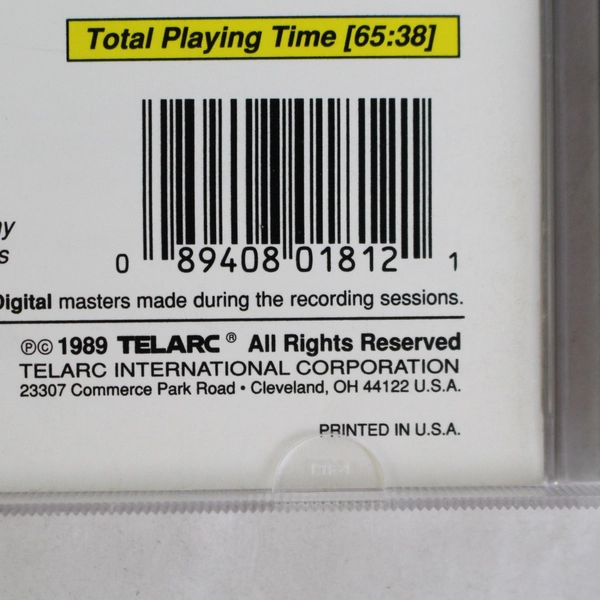 Total Playing Time [65:38]
0 89408 01812 1
Digital masters made during the recording sessions.
ⓅⒸ 1989 TELARC® All Rights Reserved
TELARC INTERNATIONAL CORPORATION
23307 Commerce Park Road • Cleveland, OH 44122 U.S.A.
PRINTED IN U.S.A.